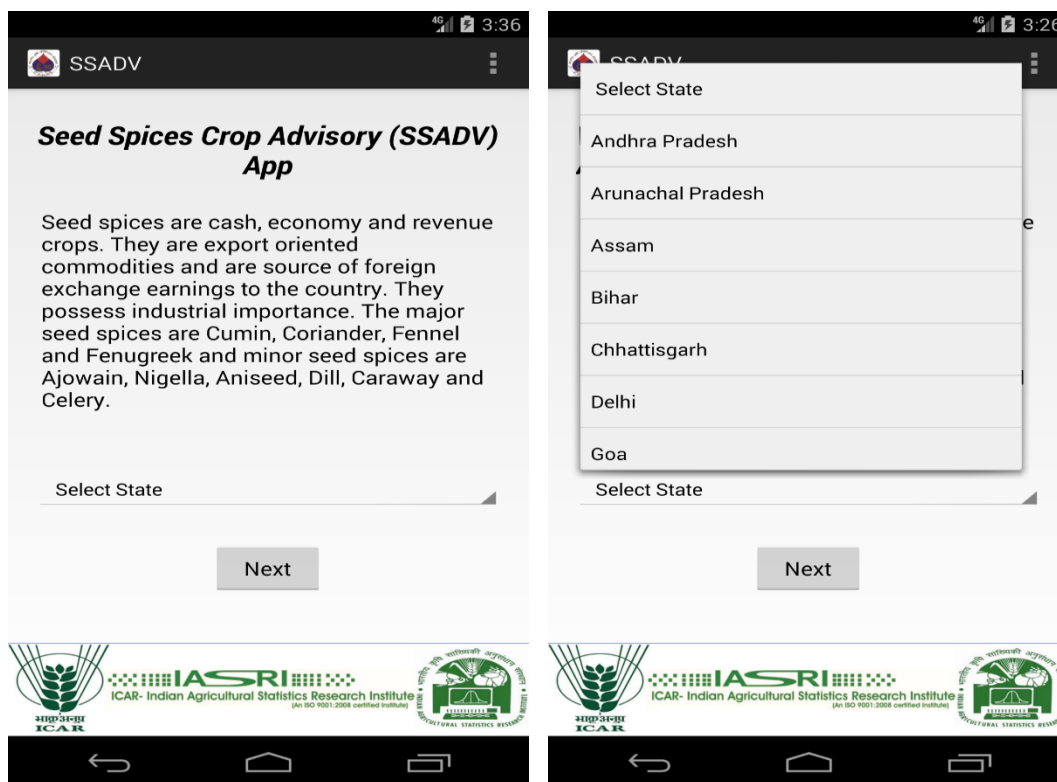 4G 3:36
SSADV
Seed Spices Crop Advisory (SSADV)
App
Seed spices are cash, economy and revenue
crops. They are export oriented
commodities and are source of foreign
exchange earnings to the country. They
possess industrial importance. The major
seed spices are Cumin, Coriander, Fennel
and Fenugreek and minor seed spices are
Ajowain, Nigella, Aniseed, Dill, Caraway and
Celery.
Select State
Next
भाकृअनुप
ICAR
IASRI
ICAR- Indian Agricultural Statistics Research Institute
(An ISO 9001:2008 certified Institute)
4G 3:26
Select State
Andhra Pradesh
Arunachal Pradesh
Assam
Bihar
Chhattisgarh
Delhi
Goa
Select State
Next
भाकृअनुप
ICAR
IASRI
ICAR- Indian Agricultural Statistics Research Institute
(An ISO 9001:2008 certified Institute)